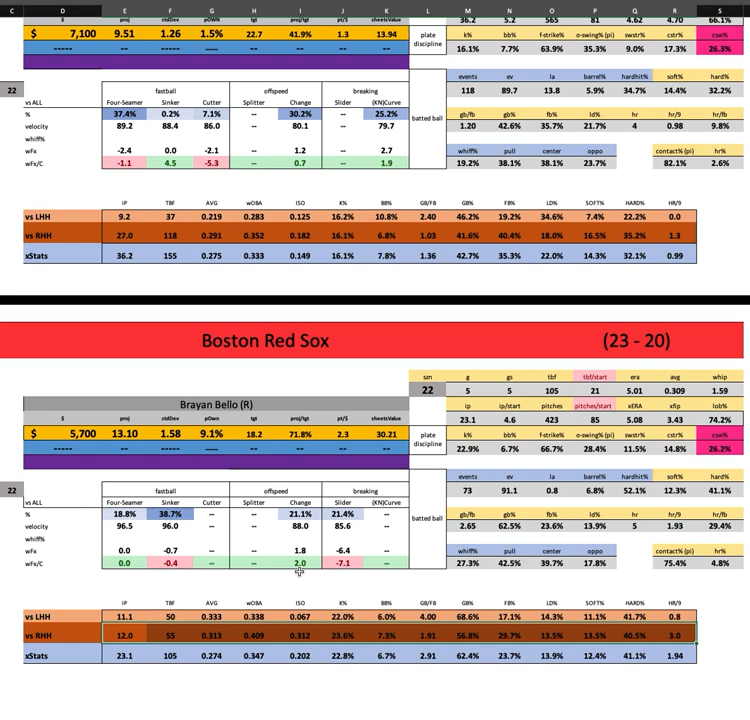 C D E F G H I J K L M N O P Q R S
$ proj stdDev pOWN tgt proj/tgt pt/$ sheetsValue 36.2 5.2 565 81 4.62 4.70 66.1%
$ 7,100 9.51 1.26 1.5% 22.7 41.9% 1.3 13.94 plate discipline k% bb% f-strike% o-swing% (pi) swstr% cstr% csw%
----- -- -- ---- -- -- -- -- 16.1% 7.7% 63.9% 35.3% 9.0% 17.3% 26.3%
events ev la barrel% hardhit% soft% hard%
22 fastball offspeed breaking 118 89.7 13.8 5.9% 34.7% 14.4% 32.2%
vs ALL Four-Seamer Sinker Cutter Splitter Change Slider (KN)Curve
% 37.4% 0.2% 7.1% -- 30.2% -- 25.2% batted ball gb/fb gb% fb% ld% hr hr/9 hr/fb
velocity 89.2 88.4 86.0 -- 80.1 -- 79.7 1.20 42.6% 35.7% 21.7% 4 0.98 9.8%
whiff%
wFx -2.4 0.0 -2.1 -- 1.2 -- 2.7 whiff% pull center oppo contact% (pi) hr%
wFx/C -1.1 4.5 -5.3 -- 0.7 -- 1.9 19.2% 38.1% 38.1% 23.7% 82.1% 2.6%
IP TBF AVG wOBA ISO K% BB% GB/FB GB% FB% LD% SOFT% HARD% HR/9
vs LHH 9.2 37 0.219 0.283 0.125 16.2% 10.8% 2.40 46.2% 19.2% 34.6% 7.4% 22.2% 0.0
vs RHH 27.0 118 0.291 0.352 0.182 16.1% 6.8% 1.03 41.6% 40.4% 18.0% 16.5% 35.2% 1.3
xStats 36.2 155 0.275 0.333 0.149 16.1% 7.8% 1.36 42.7% 35.3% 22.0% 14.3% 32.1% 0.99
Boston Red Sox (23 - 20)
szn g gs tbf tbf/start era avg whip
22 5 5 105 21 5.01 0.309 1.59
Brayan Bello (R) ip ip/start pitches pitches/start xERA xfip lob%
$ proj stdDev pOwn tgt proj/tgt pt/$ sheetsValue 23.1 4.6 423 85 5.08 3.43 74.2%
$ 5,700 13.10 1.58 9.1% 18.2 71.8% 2.3 30.21 plate discipline k% bb% f-strike% o-swing% (pi) swstr% cstr% csw%
----- -- -- ---- -- -- -- -- 22.9% 6.7% 66.7% 28.4% 11.5% 14.8% 26.2%
events ev la barrel% hardhit% soft% hard%
22 fastball offspeed breaking 73 91.1 0.8 6.8% 52.1% 12.3% 41.1%
vs ALL Four-Seamer Sinker Cutter Splitter Change Slider (KN)Curve
% 18.8% 38.7% -- -- 21.1% 21.4% -- batted ball gb/fb gb% fb% ld% hr hr/9 hr/fb
velocity 96.5 96.0 -- -- 88.0 85.6 -- 2.65 62.5% 23.6% 13.9% 5 1.93 29.4%
whiff%
wFx 0.0 -0.7 -- -- 1.8 -6.4 -- whiff% pull center oppo contact% (pi) hr%
wFx/C 0.0 -0.4 -- -- 2.0 -7.1 -- 27.3% 42.5% 39.7% 17.8% 75.4% 4.8%
IP TBF AVG wOBA ISO K% BB% GB/FB GB% FB% LD% SOFT% HARD% HR/9
vs LHH 11.1 50 0.333 0.338 0.067 22.0% 6.0% 4.00 68.6% 17.1% 14.3% 11.1% 41.7% 0.8
vs RHH 12.0 55 0.313 0.409 0.312 23.6% 7.3% 1.91 56.8% 29.7% 13.5% 13.5% 40.5% 3.0
xStats 23.1 105 0.274 0.347 0.202 22.8% 6.7% 2.91 62.4% 23.7% 13.9% 12.4% 41.1% 1.94